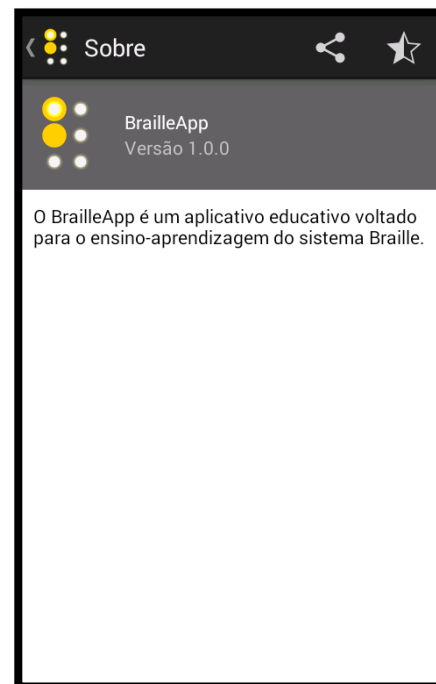 Sobre
BrailleApp
Versão 1.0.0
O BrailleApp é um aplicativo educativo voltado
para o ensino-aprendizagem do sistema Braille.